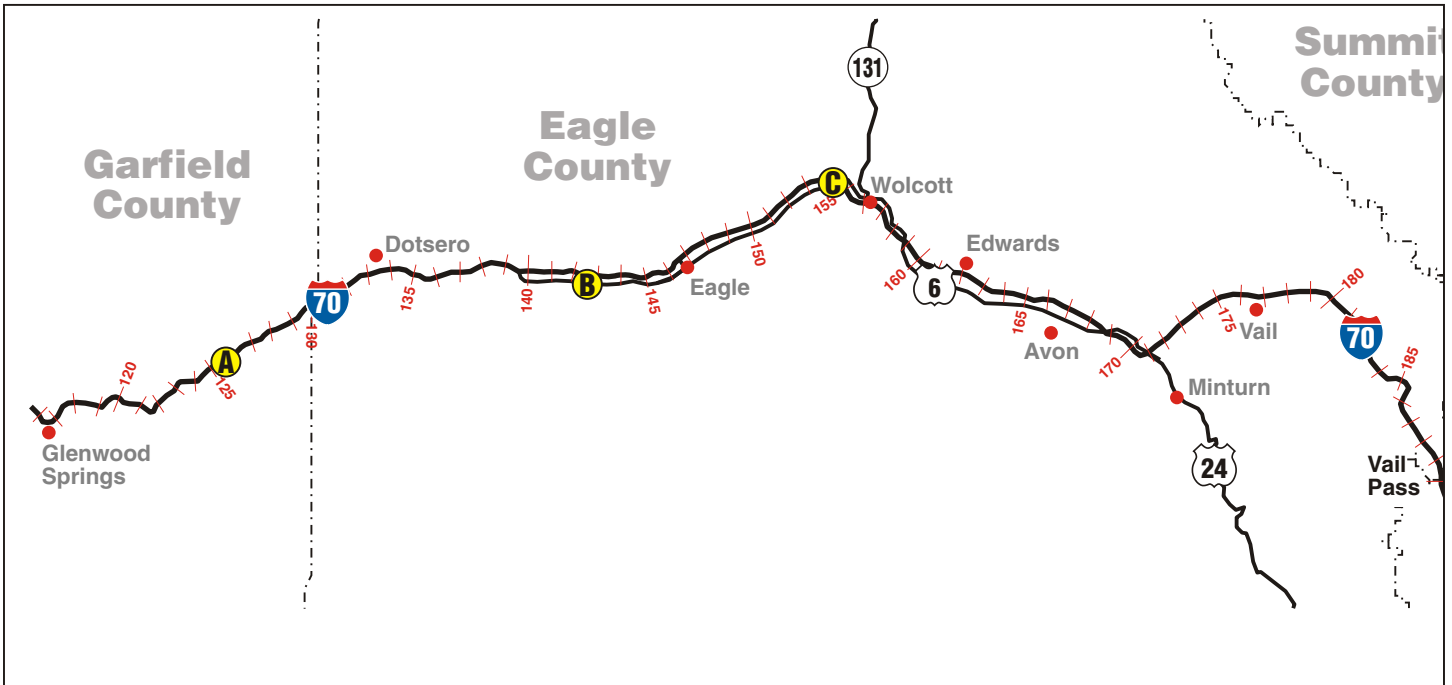 Summit
County
131
Eagle
County
Garfield
County
C
Wolcott
155
Dotsero
150
Edwards
160
135
140
B
145
Eagle
6
70
130
165
Avon
170
175
Vail
180
70
185
A
120
125
Minturn
Glenwood
Springs
24
Vail
Pass